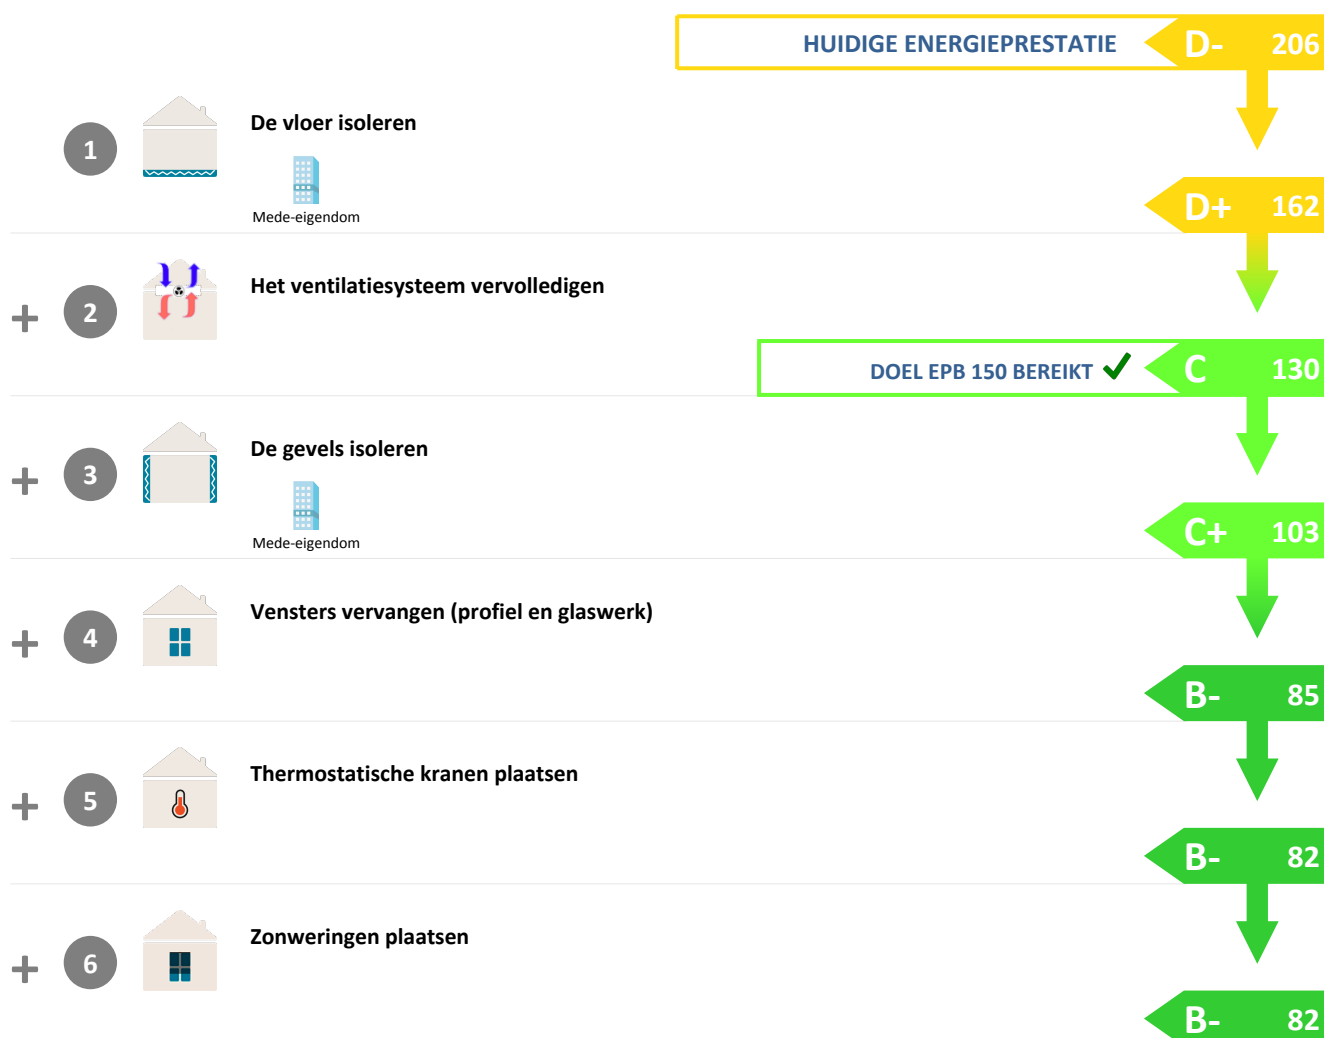 HUIDIGE ENERGIEPRESTATIE D- 206
1 De vloer isoleren
Mede-eigendom
D+ 162
+ 2 Het ventilatiesysteem vervolledigen
DOEL EPB 150 BEREIKT C 130
+ 3 De gevels isoleren
Mede-eigendom
C+ 103
+ 4 Vensters vervangen (profiel en glaswerk)
B- 85
+ 5 Thermostatische kranen plaatsen
B- 82
+ 6 Zonweringen plaatsen
B- 82